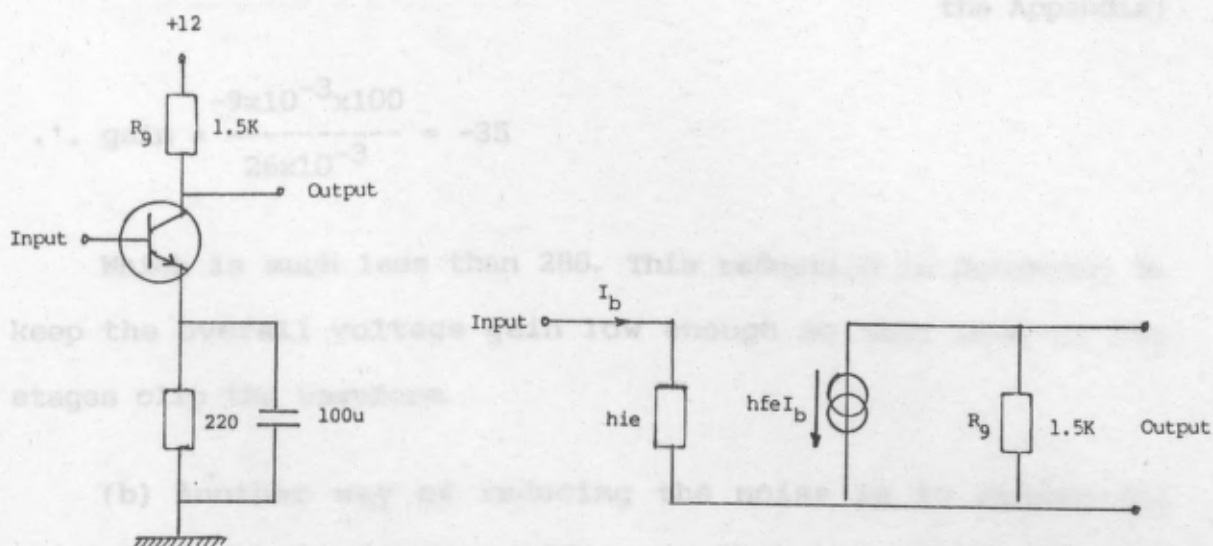 the Appendix)
+12
R9 1.5K
-9x10-3x100
.'. gain = ---------- = -35
26x10-3
Output
Input
Which is much less than 280. This reduction is necessary to
keep the overall voltage gain low enough so that
stages clip the waveform.
Input
Ib
hie
hfeIb
R9 1.5K
Output
220
100u
(b) Another way of reducing the noise is to